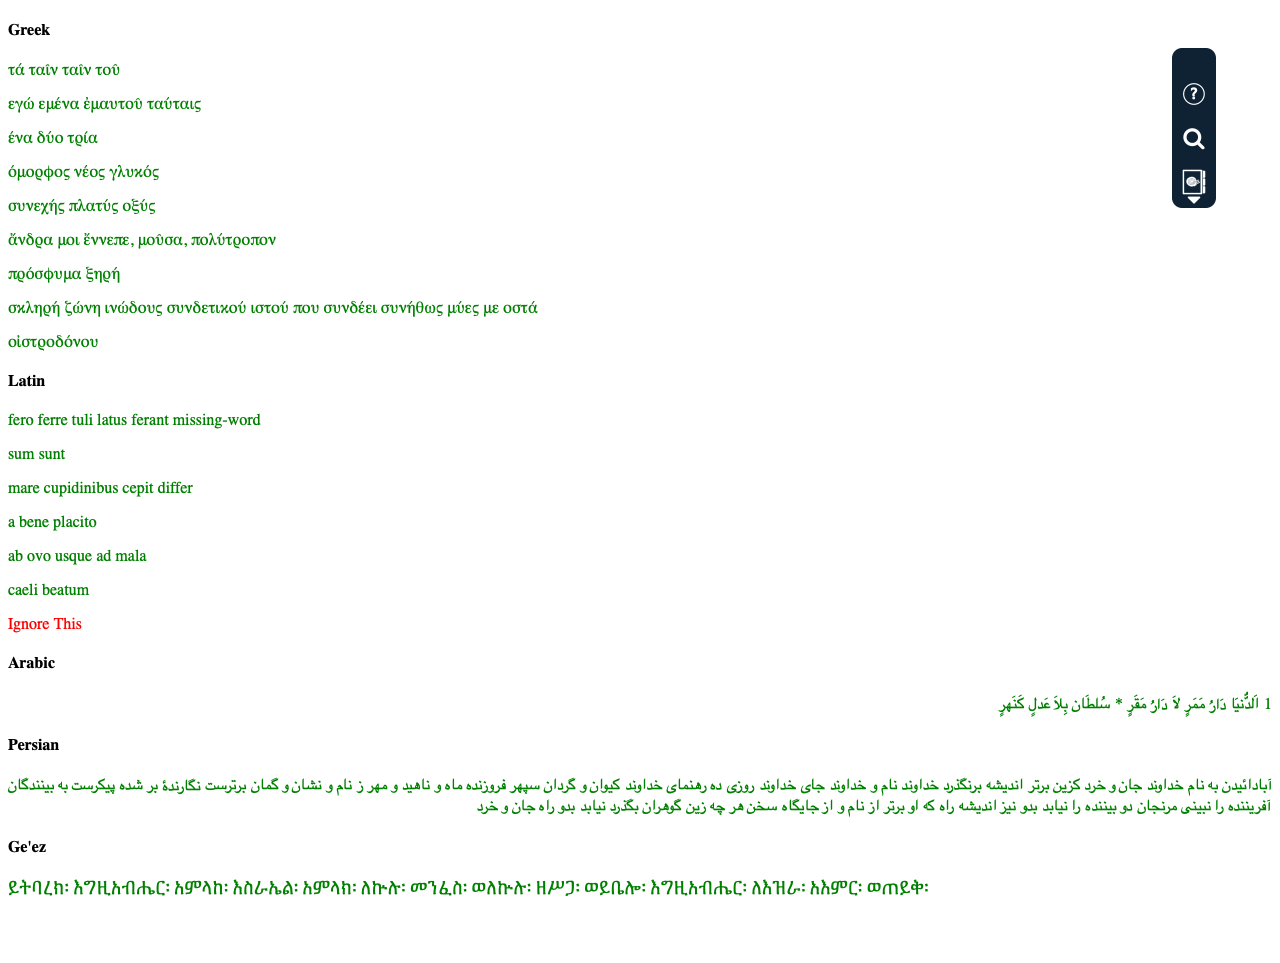 Greek
τά ταῖν ταῖν τοῦ
εγώ εμένα ἐμαυτοῦ ταύταις
ένα δύο τρία
όμορφος νέος γλυκός
συνεχής πλατύς οξύς
ἄνδρα μοι ἔννεπε, μοῦσα, πολύτροπον
πρόσφυμα ξηρή
σκληρή ζώνη ινώδους συνδετικού ιστού που συνδέει συνήθως μύες με οστά
οἰστροδόνου
Latin
fero ferre tuli latus ferant missing-word
sum sunt
mare cupidinibus cepit differ
a bene placito
ab ovo usque ad mala
caeli beatum
Ignore This
Arabic
1 اَلدُّنيَا دَارُ مَمَرٍ لاَ دَارُ مَقَرٍ * سُلطَان بِلاَ عَدلٍ كَنَهرٍ
Persian
آبادائیدن به نام خداوند جان و خرد کزین برتر اندیشه برنگذرد خداوند نام و خداوند جای خداوند روزی ده رهنمای خداوند کیوان و گردان سپهر فروزنده ماه و ناهید و مهر ز نام و نشان و گمان برترست نگارندهٔ بر شده پیکرست به بینندگان
آفریننده را نبینی مرنجان دو بیننده را نیابد بدو نیز اندیشه راه که او برتر از نام و از جایگاه سخن هر چه زین گوهران بگذرد نیابد بدو راه جان و خرد
Ge'ez
ይትባረክ፡ እግዚአብሔር፡ አምላከ፡ እስራኤል፡ አምላክ፡ ለኵሉ፡ መንፈስ፡ ወለኵሉ፡ ዘሥጋ፡ ወይቤሎ፡ እግዚአብሔር፡ ለእዝራ፡ አእምር፡ ወጠይቅ፡